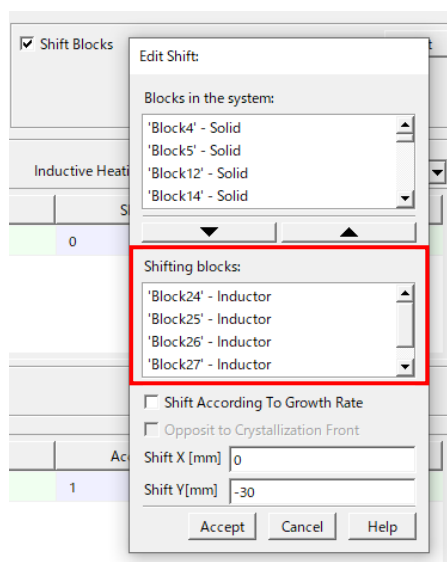 Shift Blocks
Edit Shift:
Blocks in the system:
'Block4' - Solid
'Block5' - Solid
'Block12' - Solid
'Block14' - Solid
Inductive Heati
0
Shifting blocks:
'Block24' - Inductor
'Block25' - Inductor
'Block26' - Inductor
'Block27' - Inductor
Shift According To Growth Rate
Opposit to Crystallization Front
Shift X [mm] 0
Ac
Shift Y[mm] -30
1
Accept Cancel Help